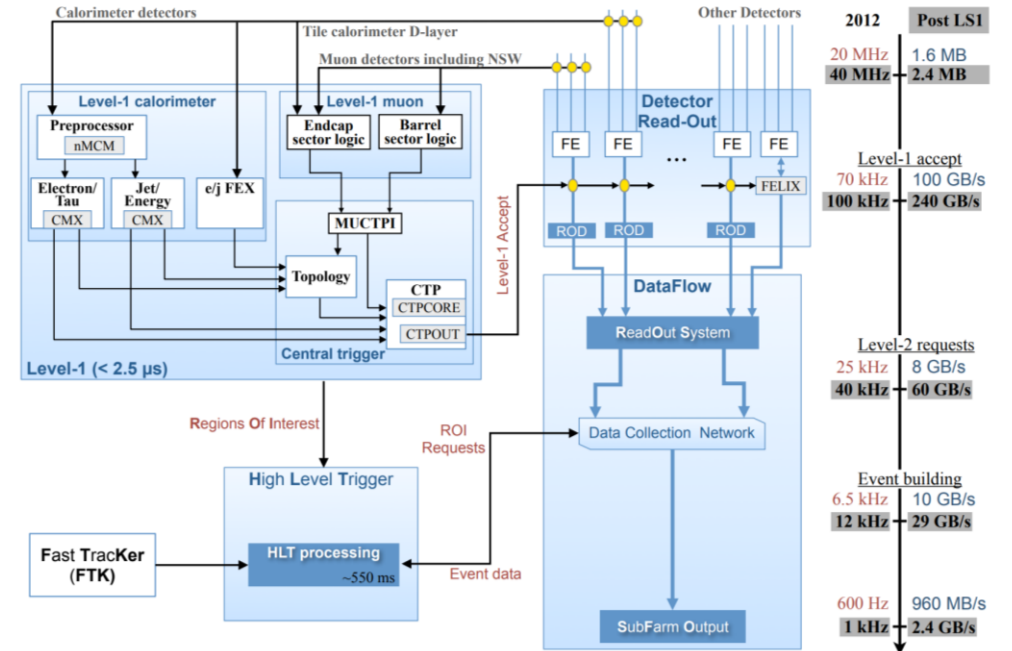 Calorimeter detectors
Tile calorimeter D-layer
Muon detectors including NSW
Other Detectors
2012
Post LS1
20 MHz
1.6 MB
40 MHz
2.4 MB
Level-1 calorimeter
Preprocessor
nMCM
Electron/
Tau
CMX
Jet/
Energy
CMX
e/j FEX
Level-1 muon
Endcap
sector logic
Barrel
sector logic
MUCTPI
Topology
CTP
CTPCORE
CTPOUT
Central trigger
Level-1 (< 2.5 µs)
Level-1 Accept
Detector
Read-Out
FE
FE
...
FE
FE
FELIX
ROD
ROD
ROD
DataFlow
ReadOut System
Data Collection Network
SubFarm Output
Regions Of Interest
ROI
Requests
Event data
High Level Trigger
HLT processing
~550 ms
Fast TracKer
(FTK)
Level-1 accept
70 kHz
100 GB/s
100 kHz
240 GB/s
Level-2 requests
25 kHz
8 GB/s
40 kHz
60 GB/s
Event building
6.5 kHz
10 GB/s
12 kHz
29 GB/s
600 Hz
960 MB/s
1 kHz
2.4 GB/s